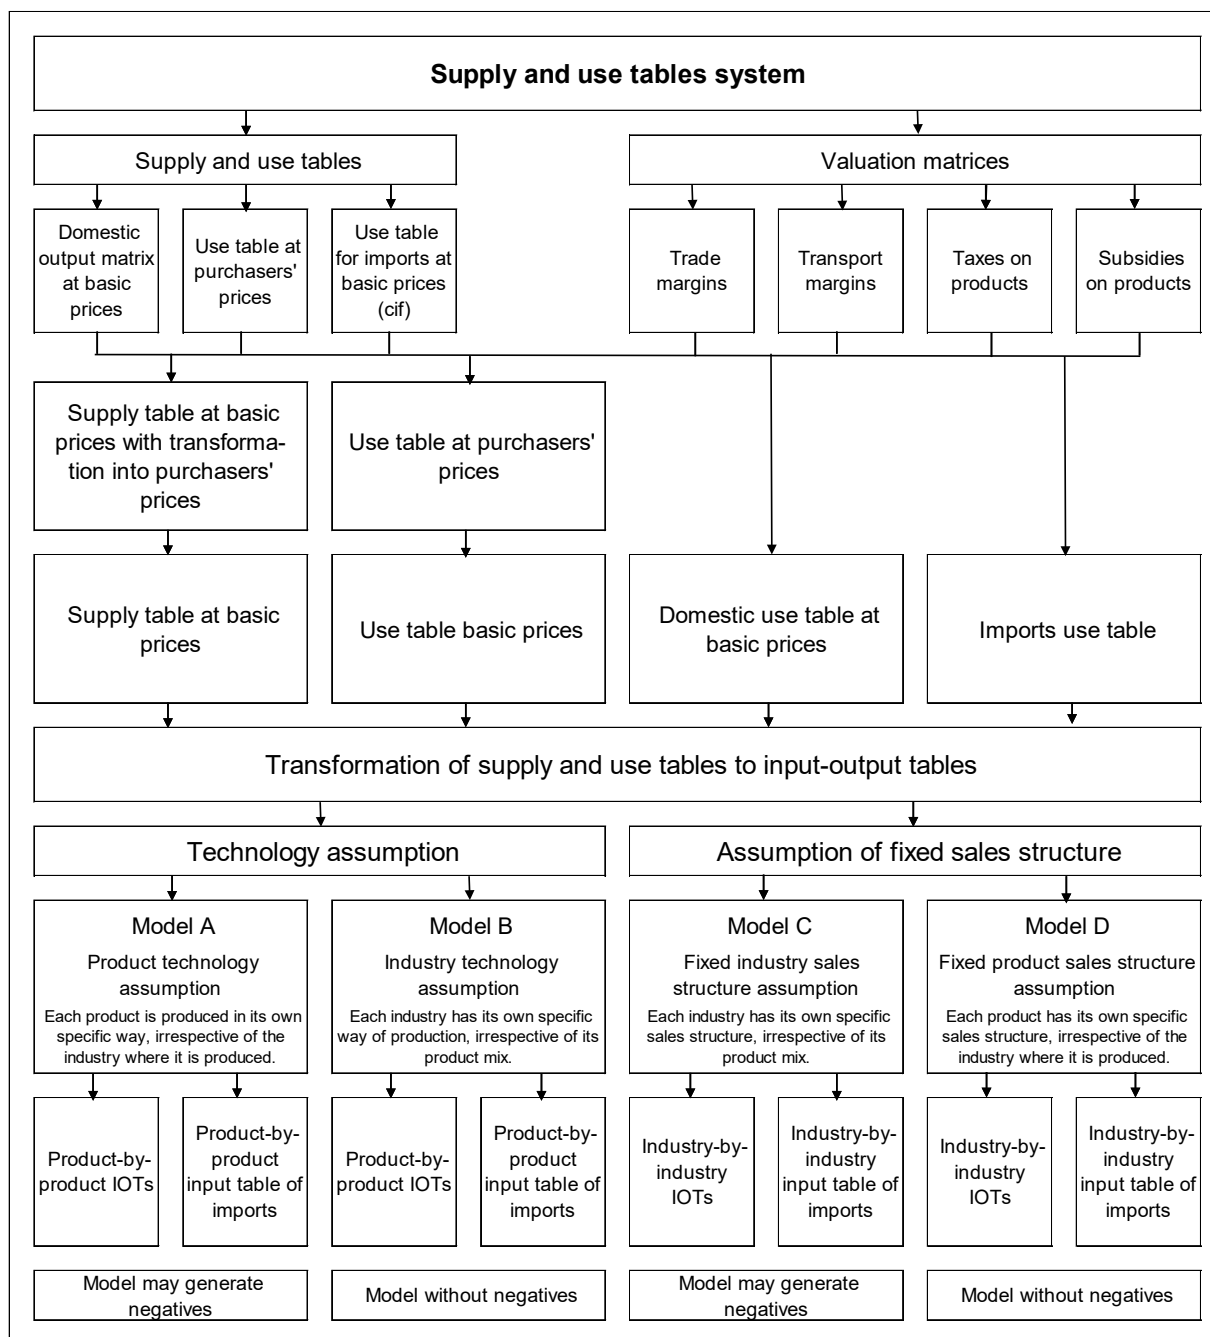 Supply and use tables system
Supply and use tables
Valuation matrices
Domestic
output matrix
at basic
prices
Use table at
purchasers'
prices
Use table
for imports at
basic prices
(cif)
Trade
margins
Transport
margins
Taxes on
products
Subsidies
on products
Supply table at basic
prices with transforma-
tion into purchasers'
prices
Use table at purchasers'
prices
Supply table at basic
prices
Use table basic prices
Domestic use table at
basic prices
Imports use table
Transformation of supply and use tables to input-output tables
Technology assumption
Assumption of fixed sales structure
Model A
Product technology
assumption
Each product is produced in its own
specific way, irrespective of the
industry where it is produced.
Model B
Industry technology
assumption
Each industry has its own specific
way of production, irrespective of its
product mix.
Model C
Fixed industry sales
structure assumption
Each industry has its own specific
sales structure, irrespective of its
product mix.
Model D
Fixed product sales structure
assumption
Each product has its own specific
sales structure, irrespective of the
industry where it is produced.
Product-by-
product IOTs
Product-by-
product
input table of
imports
Product-by-
product IOTs
Product-by-
product
input table of
imports
Industry-by-
industry
IOTs
Industry-by-
industry
input table of
imports
Industry-by-
industry
IOTs
Industry-by-
industry
input table of
imports
Model may generate
negatives
Model without negatives
Model may generate
negatives
Model without negatives